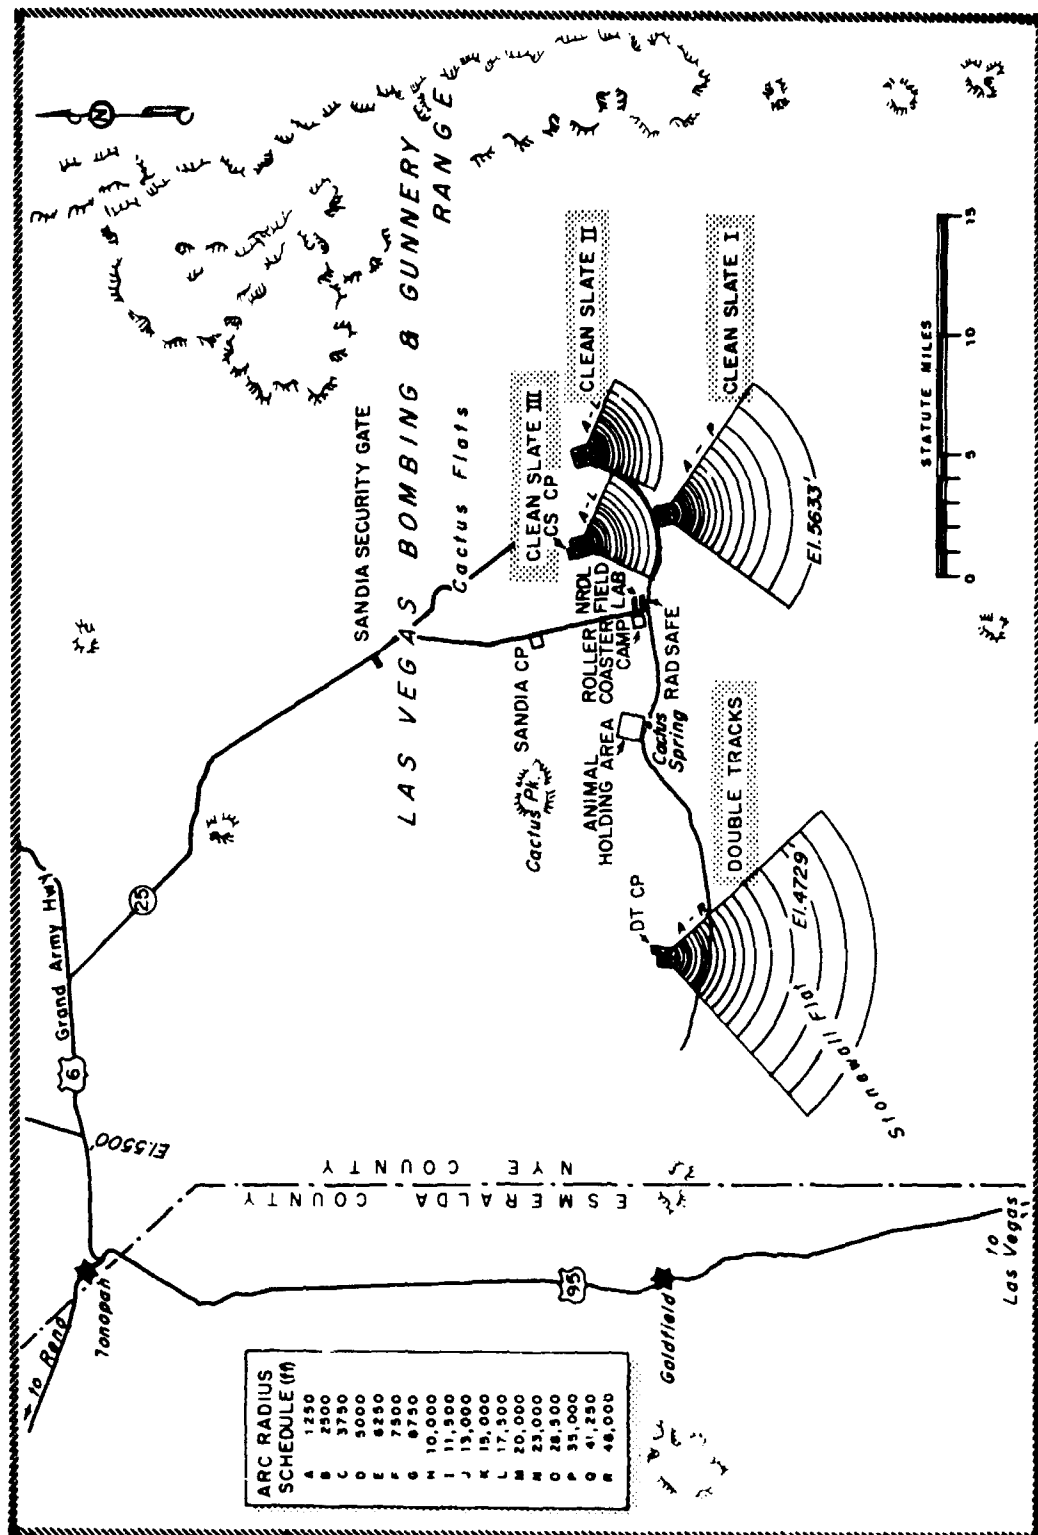 ARC RADIUS
SCHEDULE (ft)
A 1250
B 2500
C 3750
D 5000
E 6250
F 7500
G 8750
H 10,000
I 11,500
J 13,000
K 15,000
L 17,500
M 20,000
N 23,000
O 28,500
P 35,000
Q 41,250
R 48,000
to Reno
Tonopah
6
Grand Army Hwy
El. 5500'
25
95
Goldfield
to
Las Vegas
ESMERALDA COUNTY
NYE COUNTY
N
SANDIA SECURITY GATE
LAS VEGAS BOMBING & GUNNERY
RANGE
Cactus Flats
SANDIA CP
Cactus Pk.
CLEAN SLATE III
CS CP
A-L
CLEAN SLATE II
A-L
CLEAN SLATE I
A-P
El. 5633'
NRDL
FIELD
LAB
ROLLER
COASTER
CAMP
RADSAFE
ANIMAL
HOLDING AREA
Cactus
Spring
DOUBLE TRACKS
DT CP
A-R
El. 4729'
Stonewall Flat
STATUTE MILES
0 5 10 15